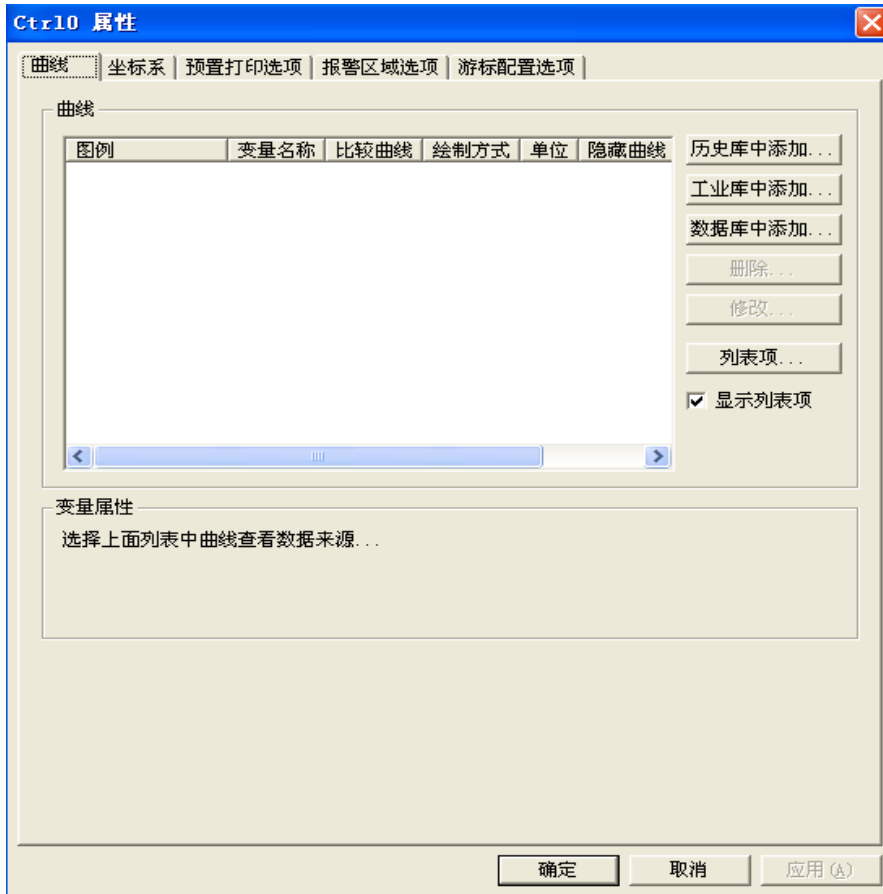 Ctrl0 属性
曲线 坐标系 预置打印选项 报警区域选项 游标配置选项
曲线
图例 变量名称 比较曲线 绘制方式 单位 隐藏曲线
历史库中添加...
工业库中添加...
数据库中添加...
删除...
修改...
列表项...
显示列表项
变量属性
选择上面列表中曲线查看数据来源...
确定 取消 应用(A)